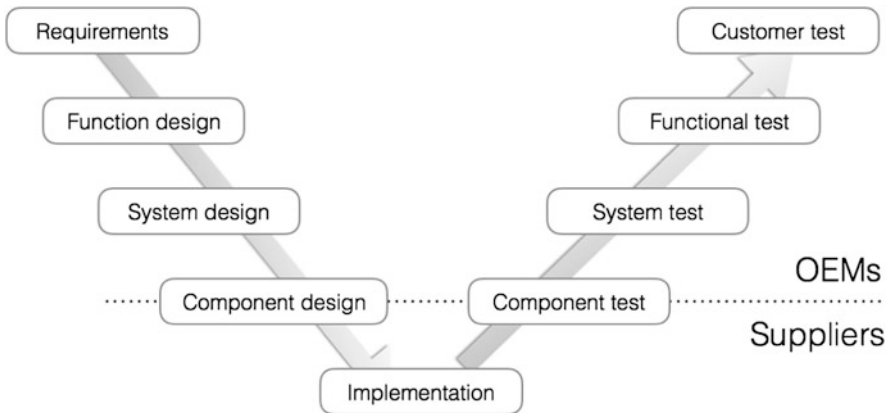 Requirements
Customer test
Function design
Functional test
System design
System test
OEMs
Component design
Component test
Suppliers
Implementation